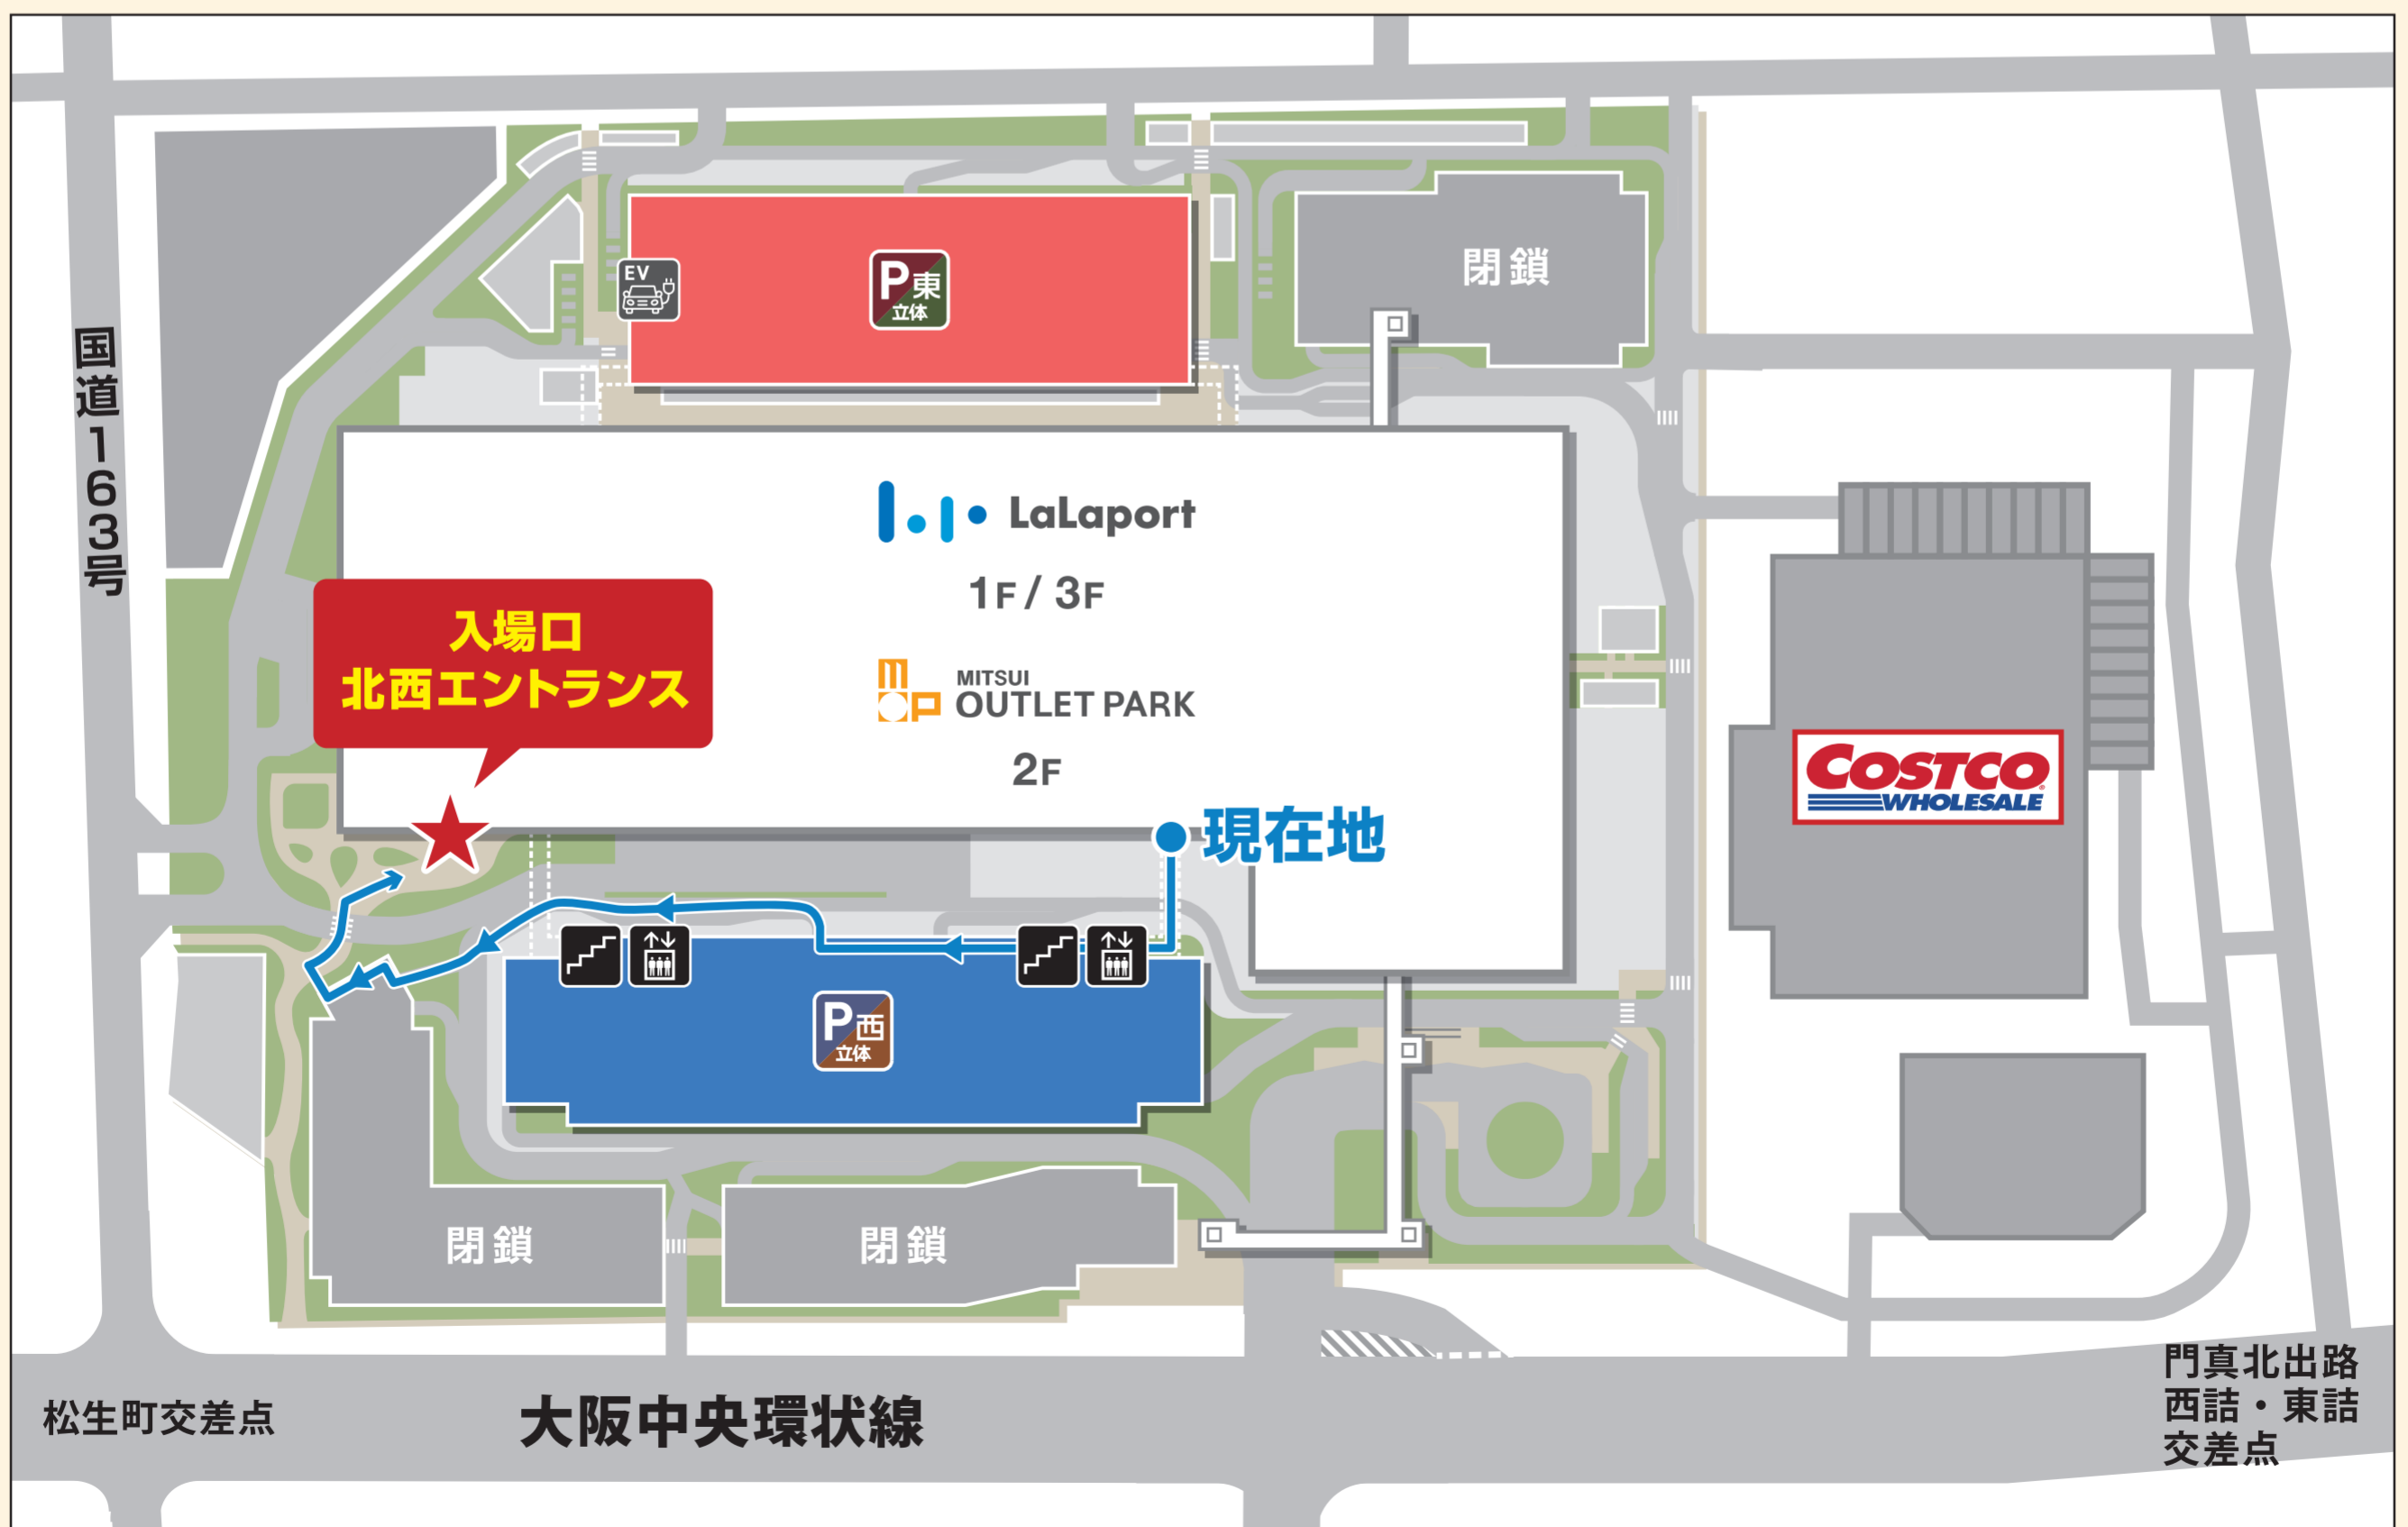 国道163号
EV
P東
立体
閉鎖
LaLaport
1F / 3F
MITSUI
OUTLET PARK
2F
入場口
北西エントランス
現在地
COSTCO
WHOLESALE
P西
立体
閉鎖
閉鎖
松生町交差点
大阪中央環状線
門真北出路
西詰・東詰
交差点